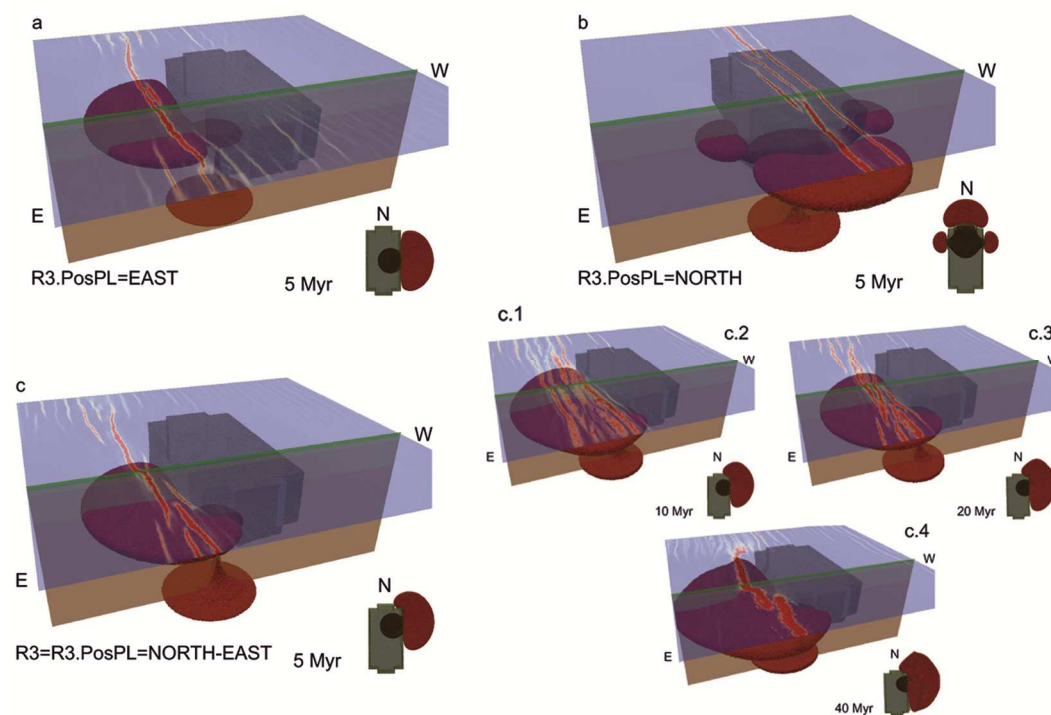 a
W
E
N
R3.PosPL=EAST
5 Myr
b
W
E
N
R3.PosPL=NORTH
5 Myr
c
W
E
N
R3=R3.PosPL=NORTH-EAST
5 Myr
c.1
c.2
W
E
N
10 Myr
c.3
W
E
N
20 Myr
c.4
W
E
N
40 Myr